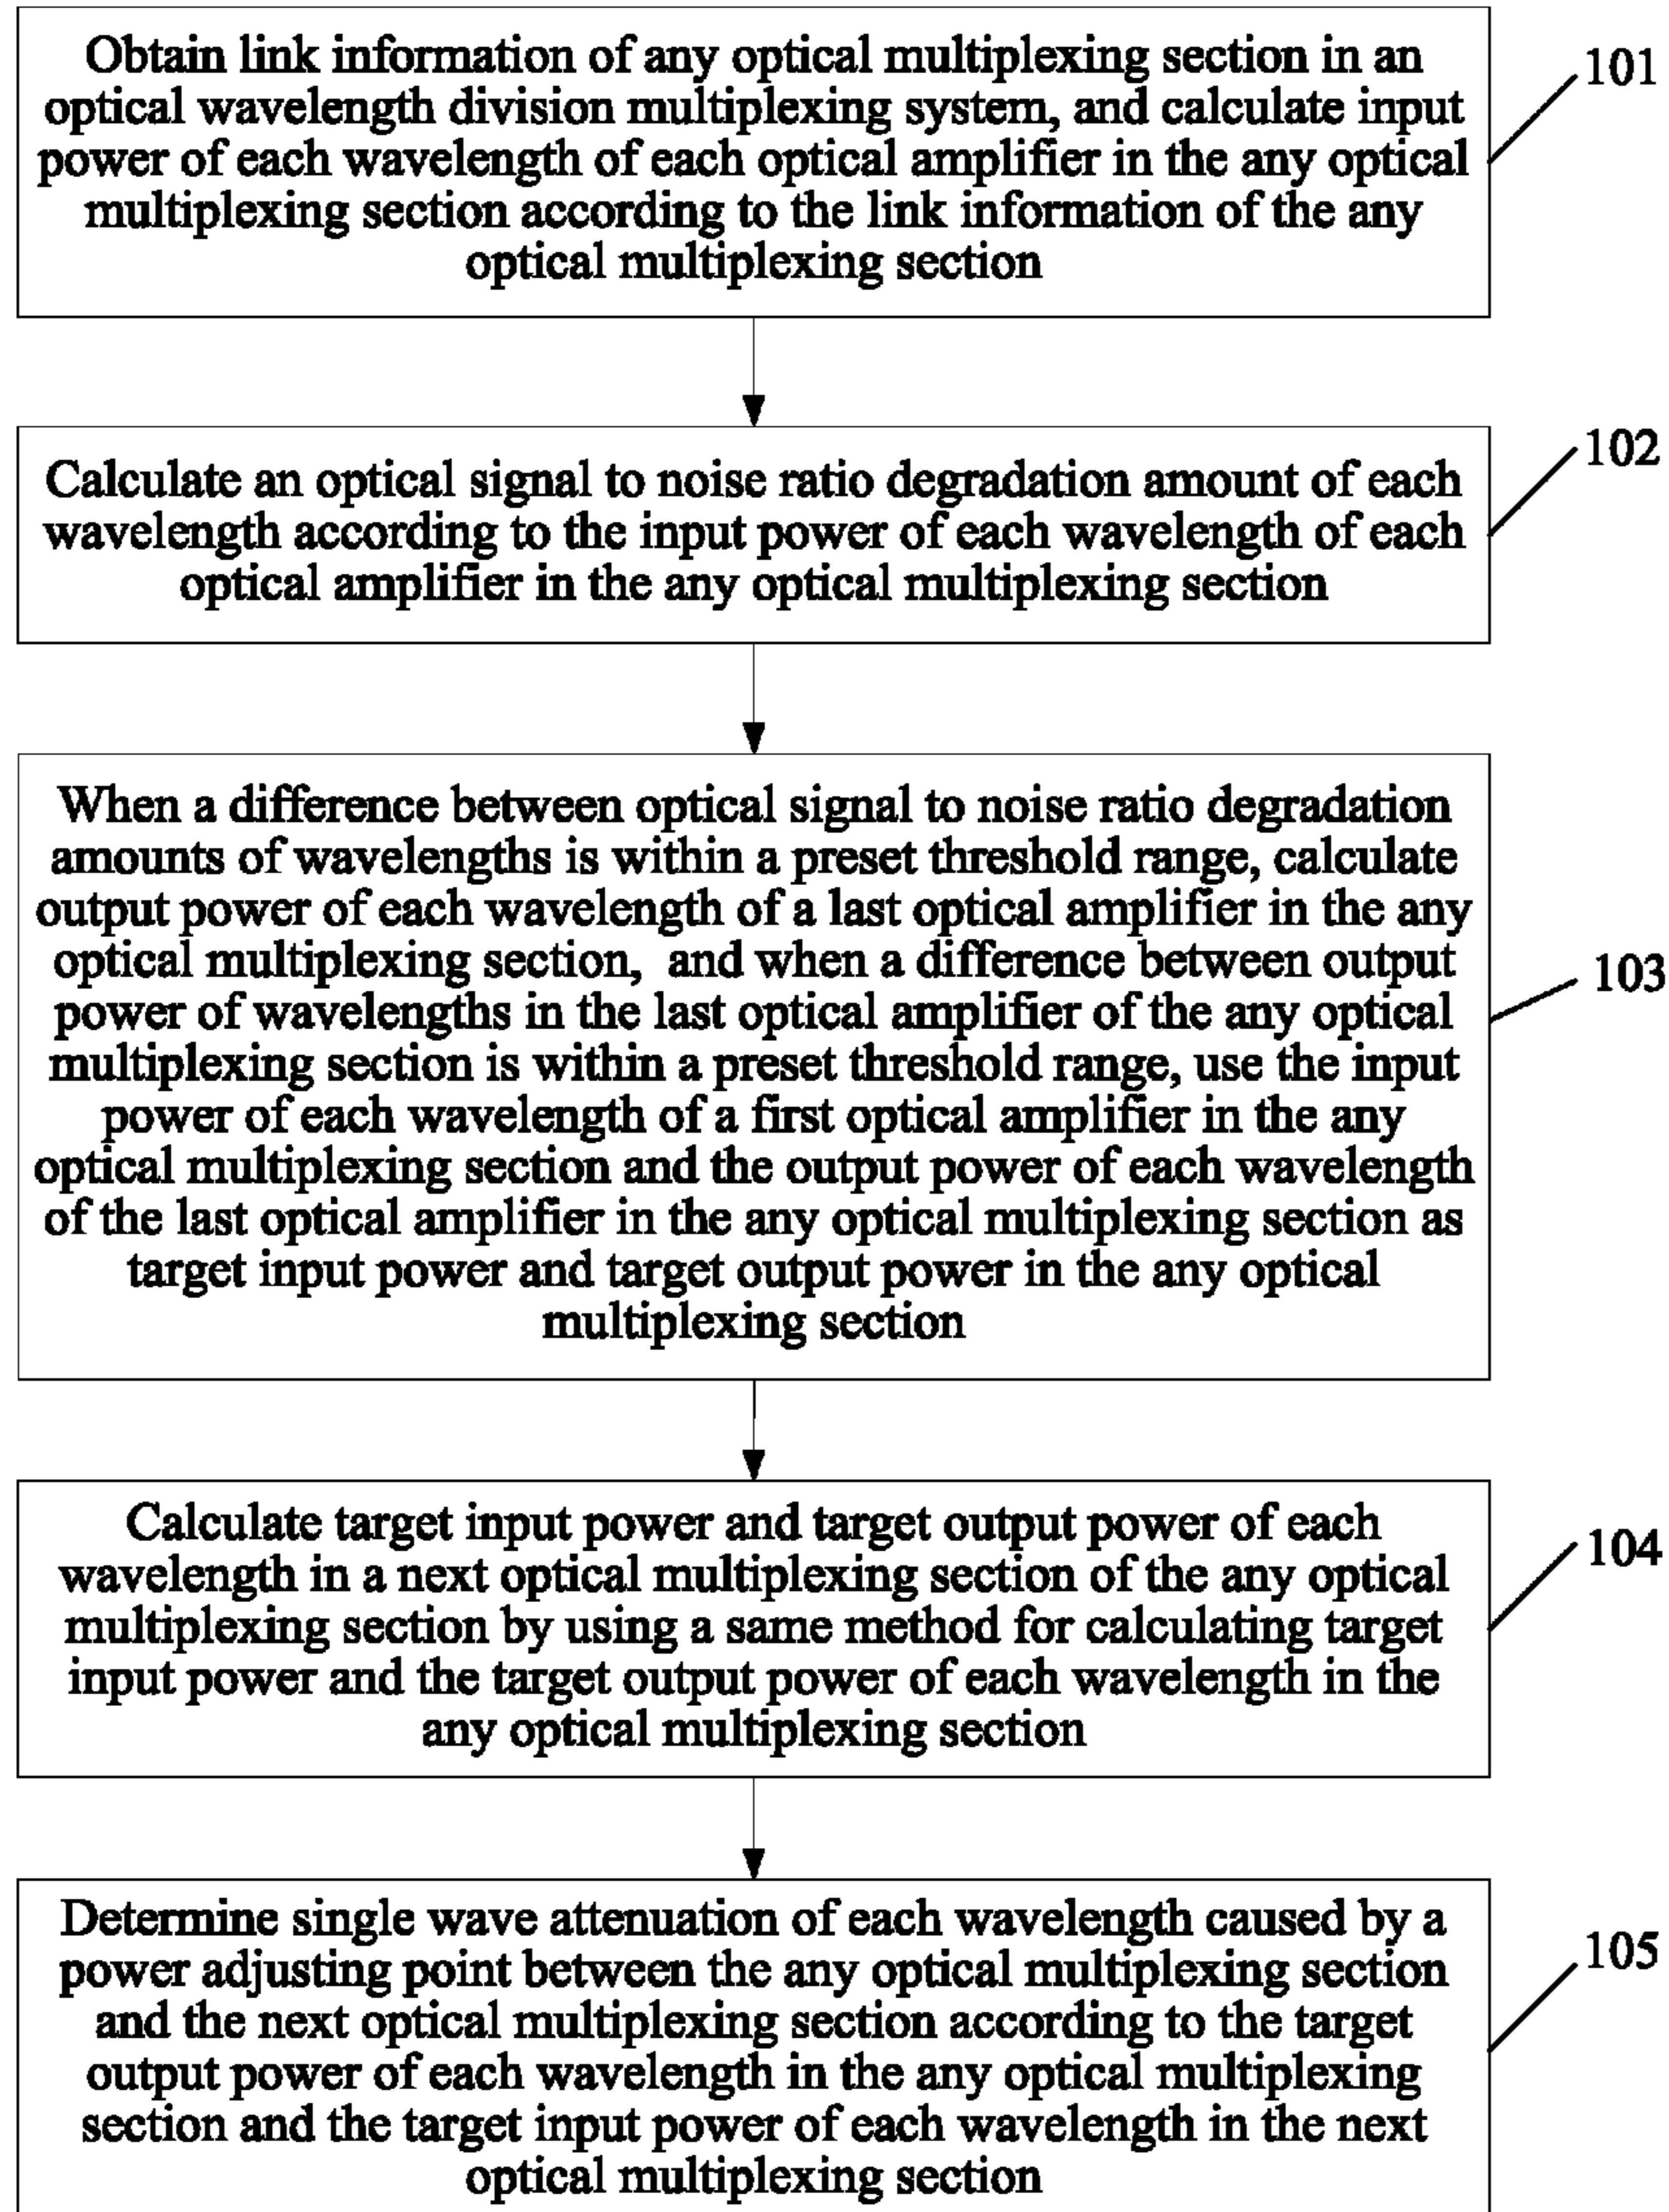 Obtain link information of any optical multiplexing section in an
optical wavelength division multiplexing system, and calculate input
power of each wavelength of each optical amplifier in the any optical
multiplexing section according to the link information of the any
optical multiplexing section
101
Calculate an optical signal to noise ratio degradation amount of each
wavelength according to the input power of each wavelength of each
optical amplifier in the any optical multiplexing section
102
When a difference between optical signal to noise ratio degradation
amounts of wavelengths is within a preset threshold range, calculate
output power of each wavelength of a last optical amplifier in the any
optical multiplexing section, and when a difference between output
power of wavelengths in the last optical amplifier of the any optical
multiplexing section is within a preset threshold range, use the input
power of each wavelength of a first optical amplifier in the any
optical multiplexing section and the output power of each wavelength
of the last optical amplifier in the any optical multiplexing section as
target input power and target output power in the any optical
multiplexing section
103
Calculate target input power and target output power of each
wavelength in a next optical multiplexing section of the any optical
multiplexing section by using a same method for calculating target
input power and the target output power of each wavelength in the
any optical multiplexing section
104
Determine single wave attenuation of each wavelength caused by a
power adjusting point between the any optical multiplexing section
and the next optical multiplexing section according to the target
output power of each wavelength in the any optical multiplexing
section and the target input power of each wavelength in the next
optical multiplexing section
105